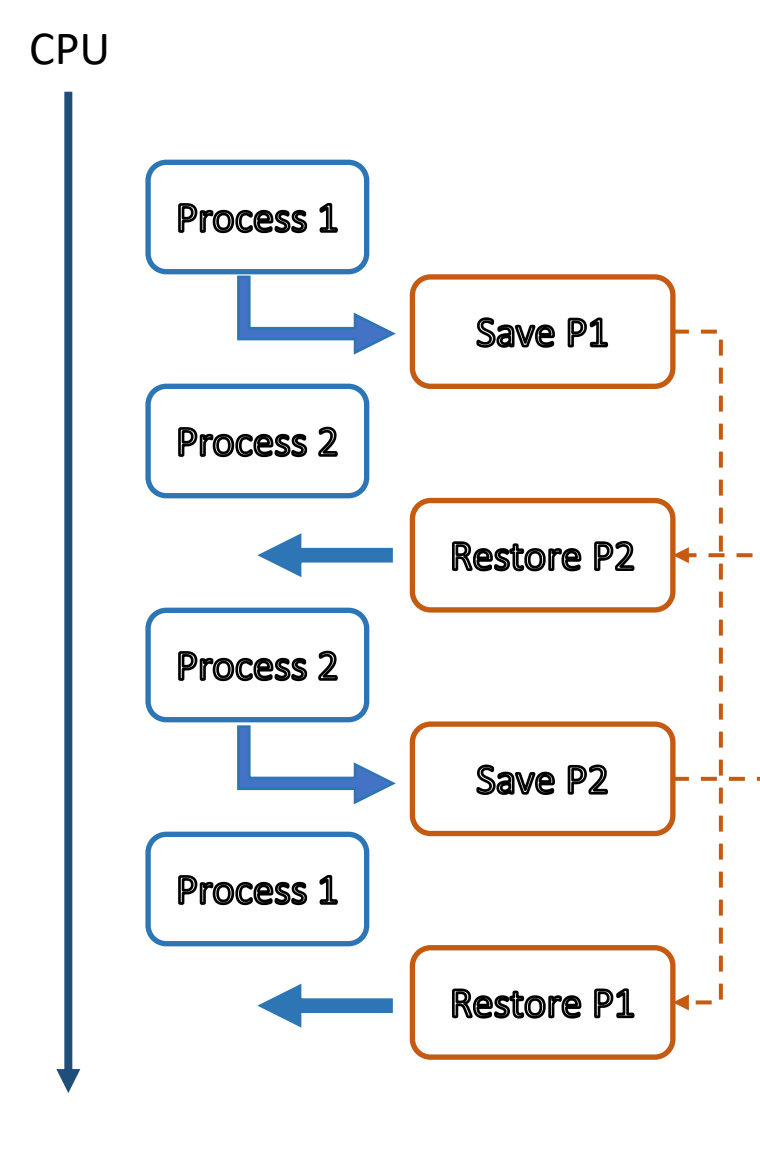 CPU
Process 1
Save P1
Process 2
Restore P2
Process 2
Save P2
Process 1
Restore P1